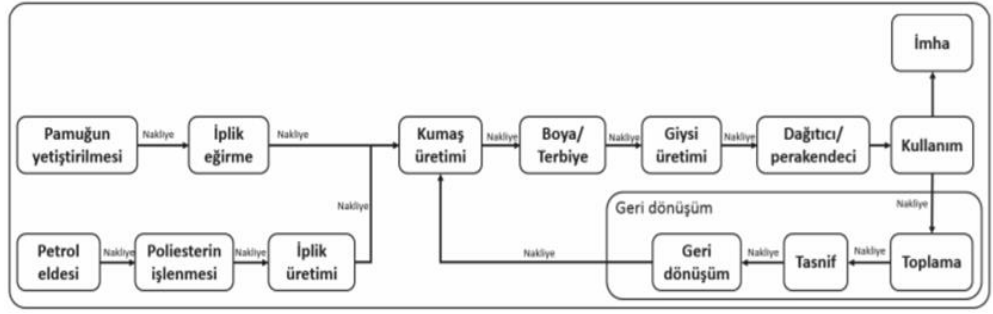 İmha
Pamuğun
yetiştirilmesi
Nakliye
İplik
eğirme
Nakliye
Kumaş
üretimi
Nakliye
Boya/
Terbiye
Nakliye
Giysi
üretimi
Nakliye
Dağıtıcı/
perakendeci
Kullanım
Nakliye
Nakliye
Geri dönüşüm
Petrol
eldesi
Nakliye
Poliesterin
işlenmesi
Nakliye
İplik
üretimi
Nakliye
Geri
dönüşüm
Nakliye
Tasnif
Nakliye
Toplama